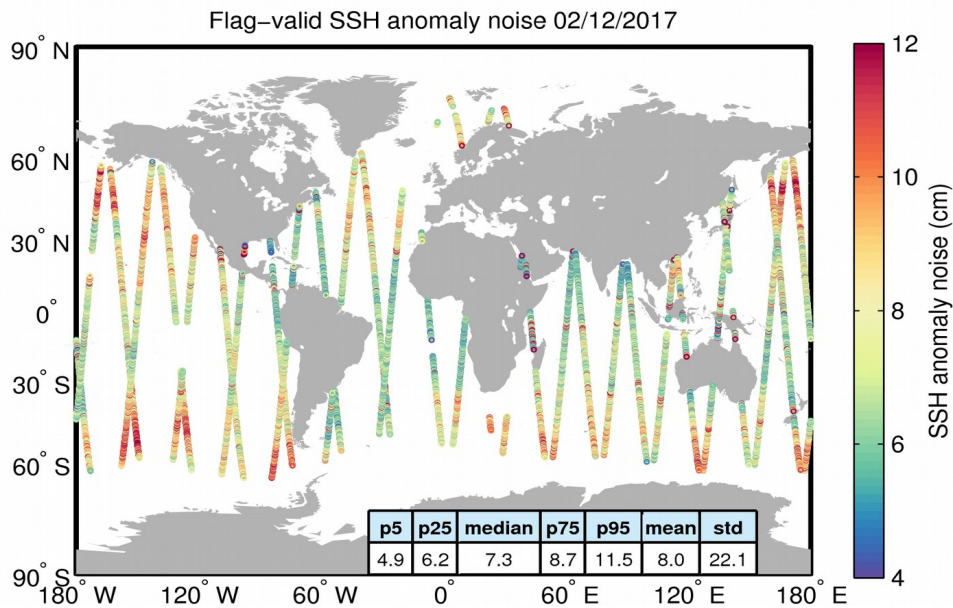 Flag−valid SSH anomaly noise 02/12/2017
90° N
60° N
30° N
0°
30° S
60° S
90° S
180° W
120° W
60° W
0°
60° E
120° E
180° E
p5 p25 median p75 p95 mean std
4.9 6.2 7.3 8.7 11.5 8.0 22.1
12
10
8
6
4
SSH anomaly noise (cm)